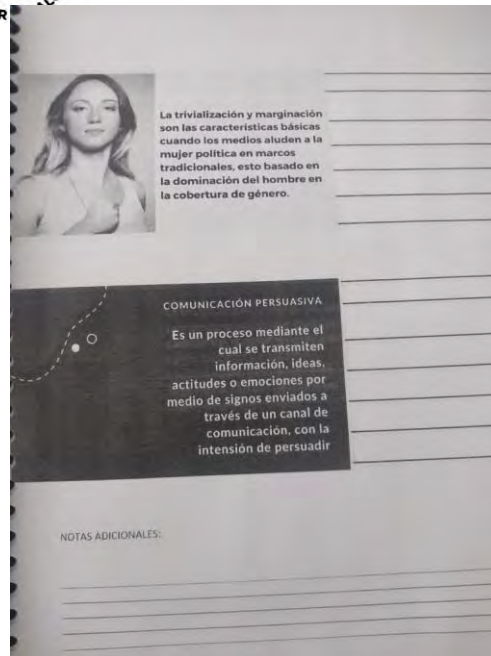 R
La trivialización y marginación
son las características básicas
cuando los medios aluden a la
mujer política en marcos
tradicionales, esto basado en
la dominación del hombre en
la cobertura de género.
COMUNICACIÓN PERSUASIVA
Es un proceso mediante el
cual se transmiten
información, ideas,
actitudes o emociones por
medio de signos enviados a
través de un canal de
comunicación, con la
intensión de persuadir
NOTAS ADICIONALES: